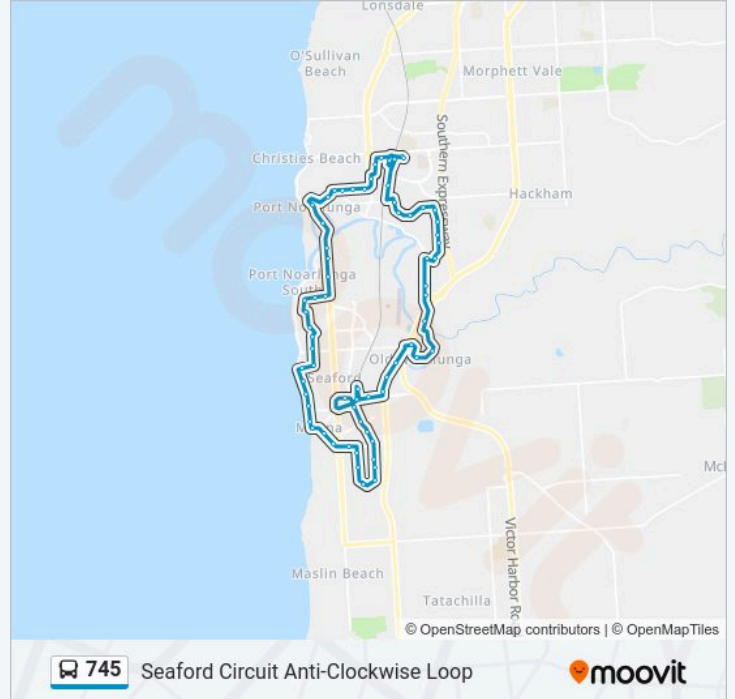 Lonsdale
O'Sullivan
Beach
Morphett Vale
Southern Expressway
Christies Beach
Hackham
Port Noarlunga
Port Noarlunga
South
Old Noarlunga
Seaford
Moana
McL
Victor Harbor Ro
Maslin Beach
Tatachilla
© OpenStreetMap contributors | © OpenMapTiles
745 Seaford Circuit Anti-Clockwise Loop
moovit